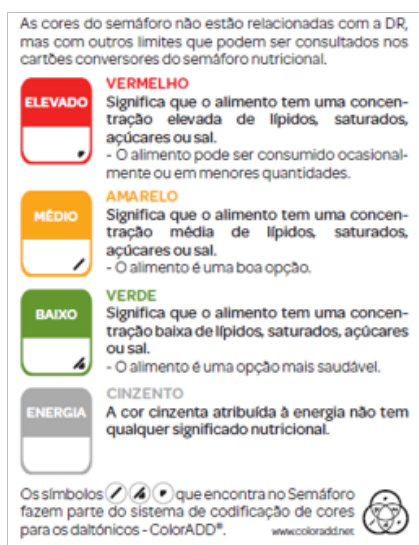 As cores do semáforo não estão relacionadas com a DR,
mas com outros limites que podem ser consultados nos
cartões conversores do semáforo nutricional.
ELEVADO
VERMELHO
Significa que o alimento tem uma concen-
tração elevada de lípidos, saturados,
açúcares ou sal.
- O alimento pode ser consumido ocasional-
mente ou em menores quantidades.
MÉDIO
AMARELO
Significa que o alimento tem uma concen-
tração média de lípidos, saturados,
açúcares ou sal.
- O alimento é uma boa opção.
BAIXO
VERDE
Significa que o alimento tem uma concen-
tração baixa de lípidos, saturados, açúcares
ou sal.
- O alimento é uma opção mais saudável.
ENERGIA
CINZENTO
A cor cinzenta atribuída à energia não tem
qualquer significado nutricional.
Os símbolos que encontra no Semáforo
fazem parte do sistema de codificação de cores
para os daltónicos - ColorADD®.
www.coloradd.net